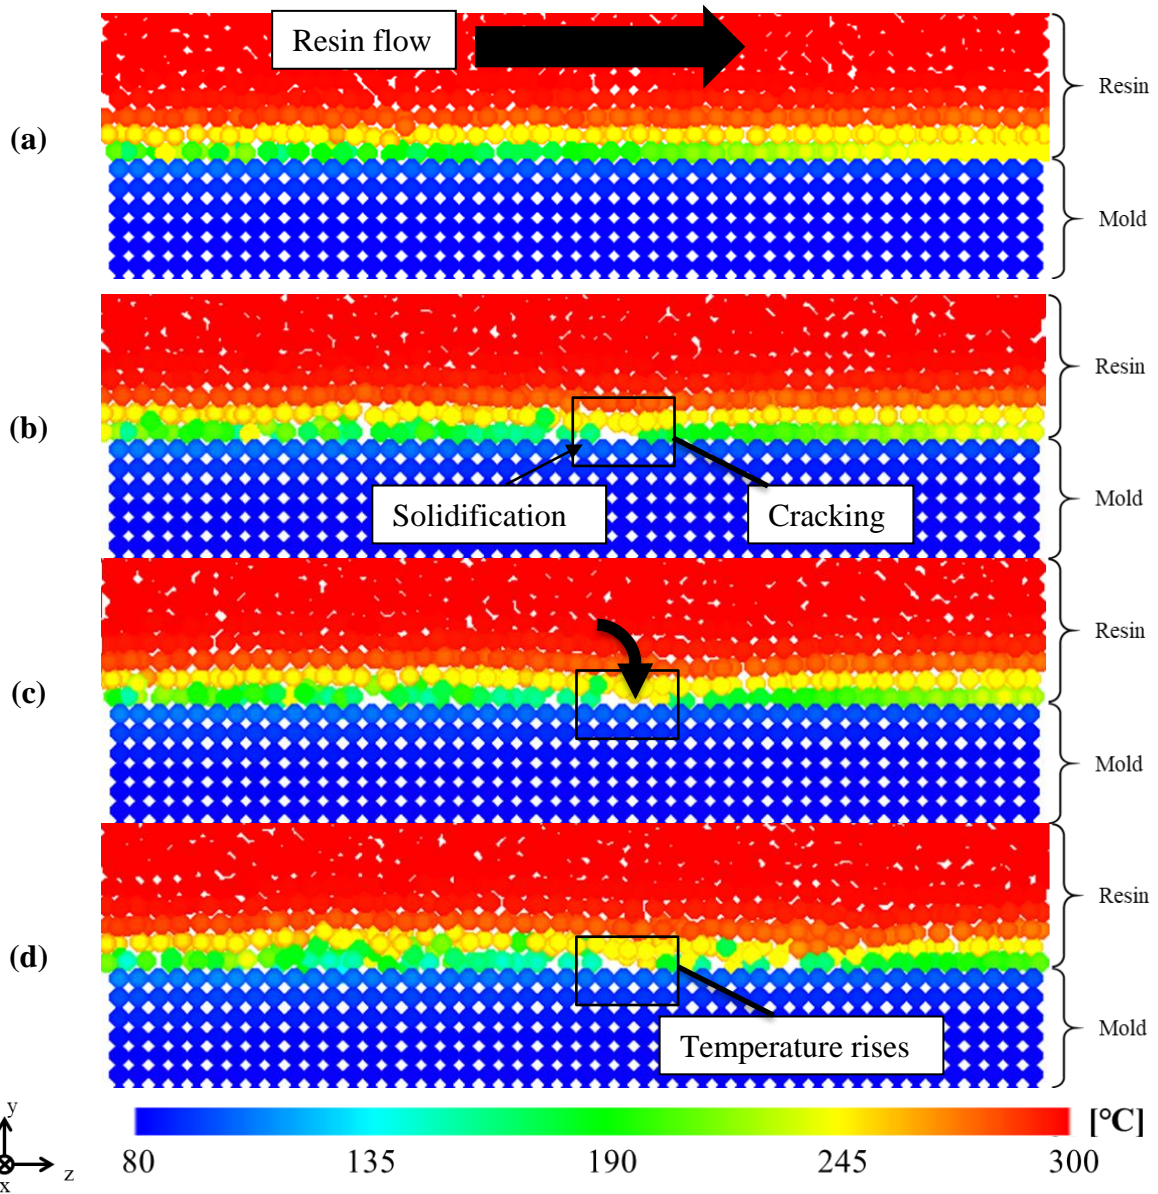 Resin flow
(a)
Resin
Mold
(b)
Resin
Solidification
Cracking
Mold
(c)
Resin
Mold
(d)
Resin
Temperature rises
Mold
y
z
x
[°C]
80 135 190 245 300